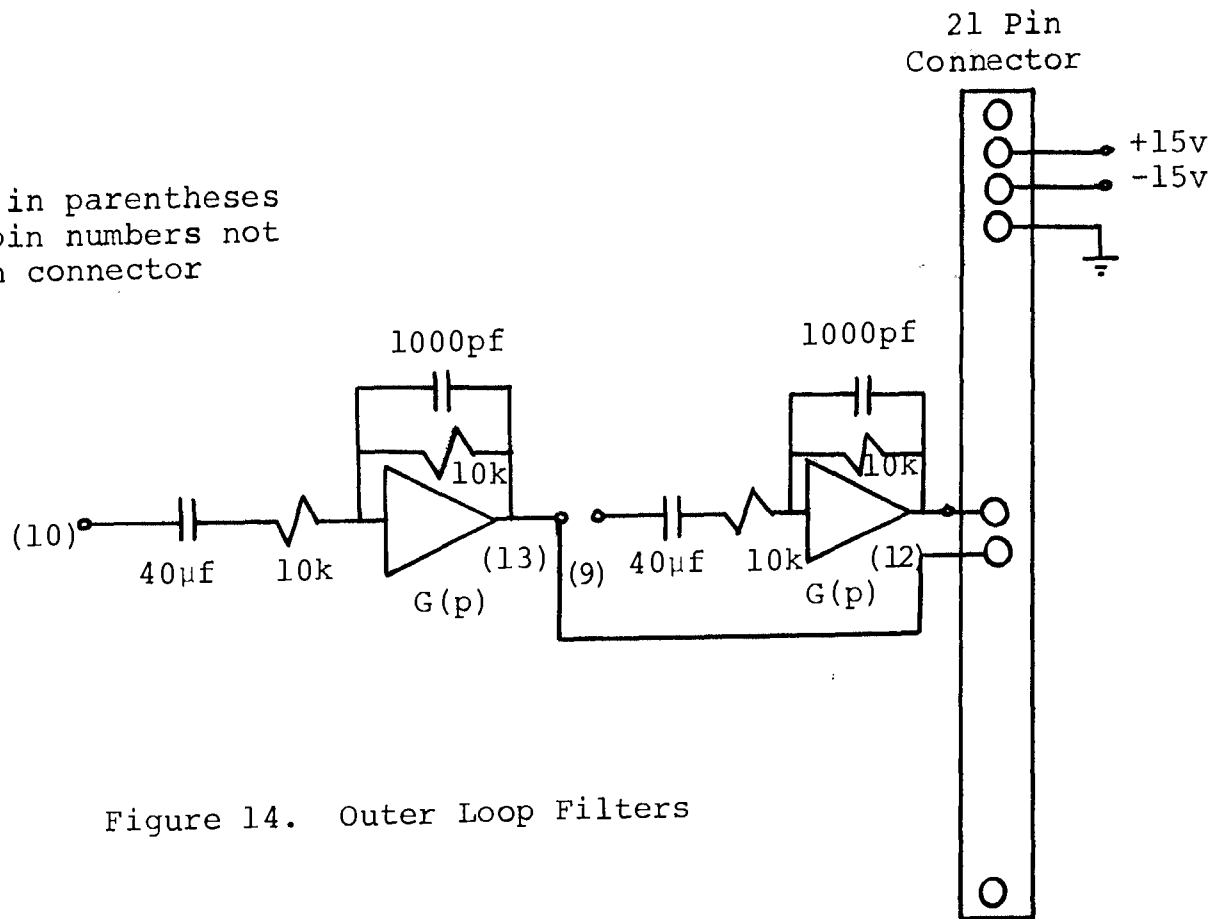 21 Pin
Connector
+15v
-15v
in parentheses
pin numbers not
connector
1000pf
1000pf
10k
10k
(10)
40µf
10k
(13)
(9)
40µf
10k
(12)
G(p)
G(p)
Figure 14. Outer Loop Filters